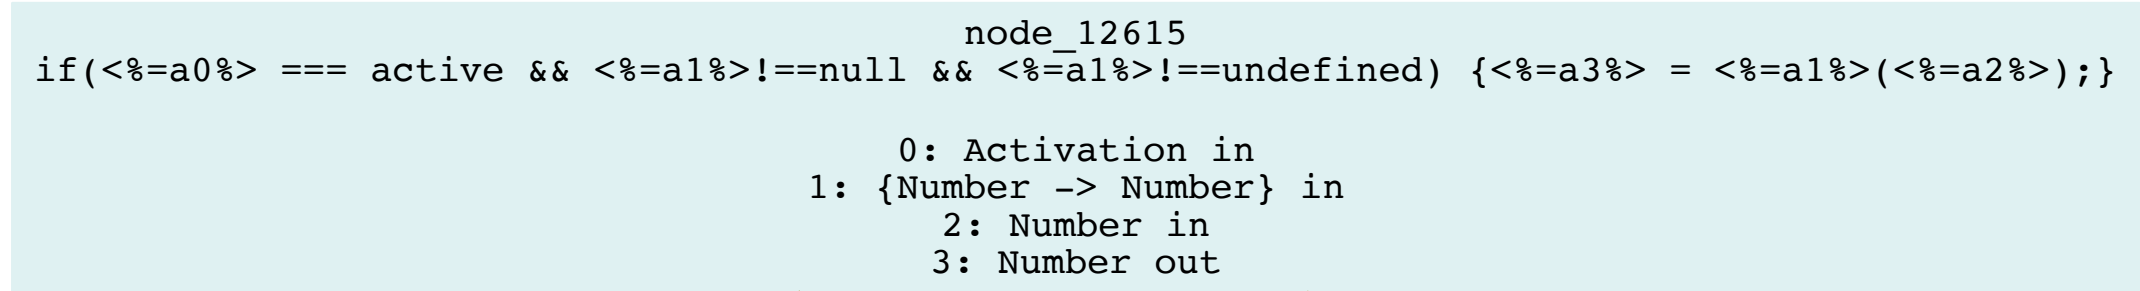 node_12615
if(<%=a0%> === active && <%=a1%>!==null && <%=a1%>!==undefined) {<%=a3%> = <%=a1%>(<%=a2%>);}
0: Activation in
1: {Number -> Number} in
2: Number in
3: Number out